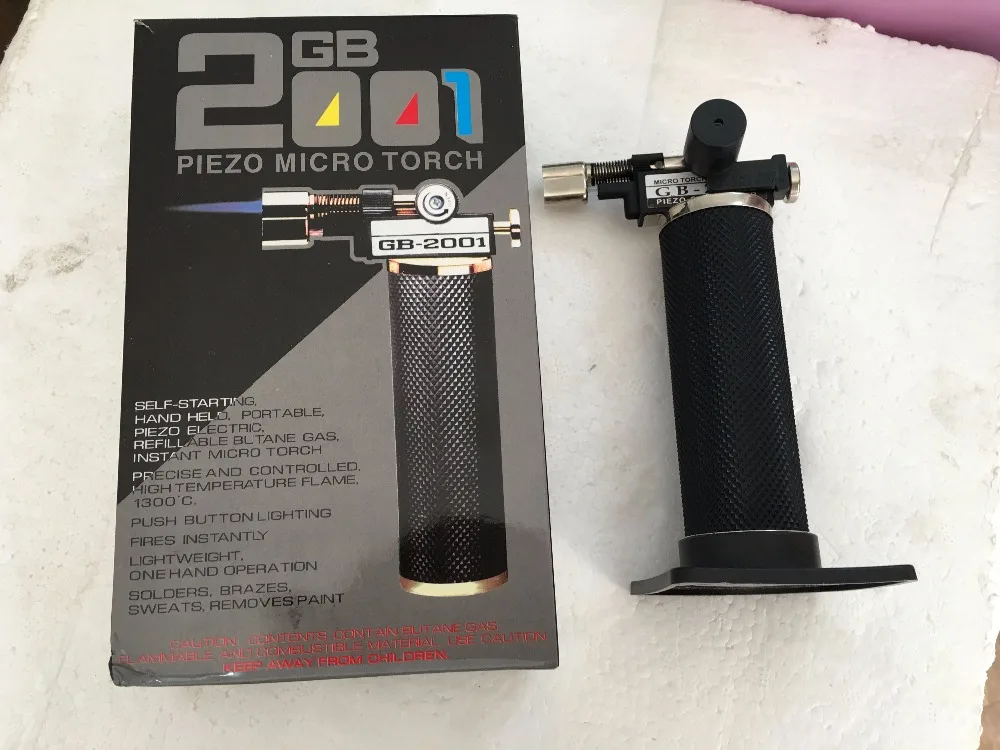 GB
2001
PIEZO MICRO TORCH
GB-2001
SELF-STARTING,
HAND HELD, PORTABLE,
PIEZO ELECTRIC,
REFILLABLE BUTANE GAS,
INSTANT MICRO TORCH
PRECISE AND CONTROLLED,
HIGH TEMPERATURE FLAME,
1300°C.
PUSH BUTTON LIGHTING
FIRES INSTANTLY
LIGHTWEIGHT,
ONE HAND OPERATION
SOLDERS, BRAZES,
SWEATS, REMOVES PAINT
CAUTION: CONTENTS CONTAIN BUTANE GAS
FLAMMABLE AND COMBUSTIBLE MATERIAL, USE CAUTION
KEEP AWAY FROM CHILDREN.
MICRO TORCH
GB-
PIEZO